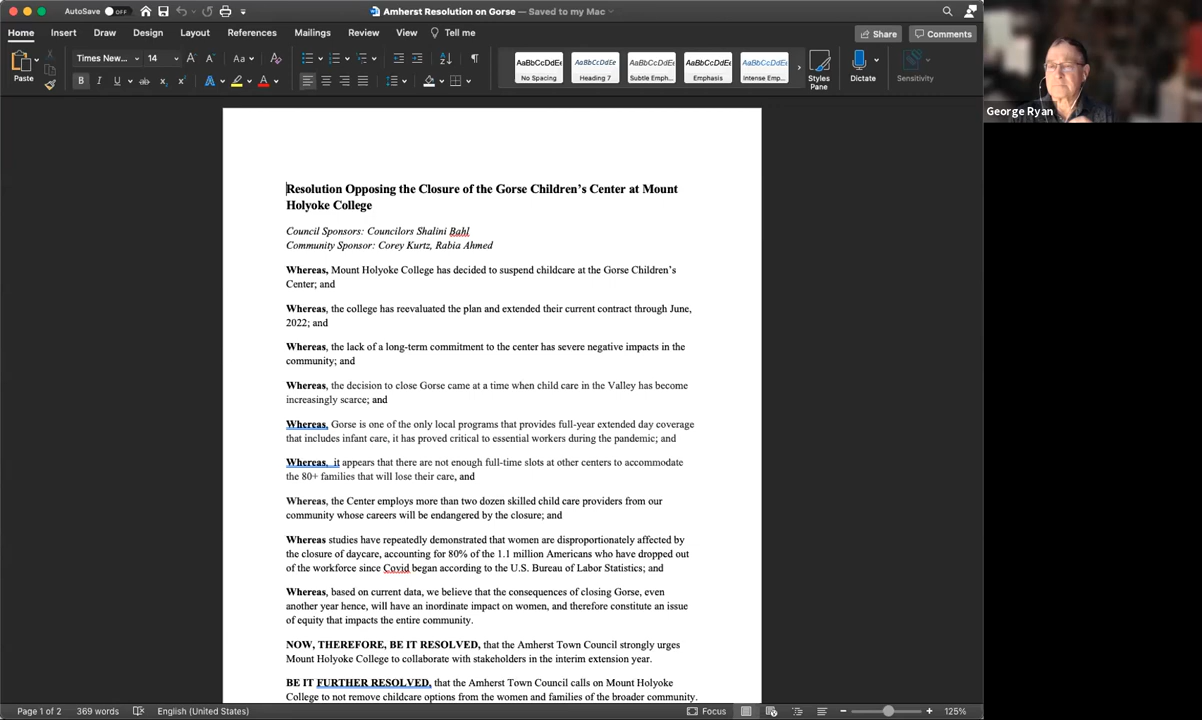 AutoSave OFF
Amherst Resolution on Gorse — Saved to my Mac
Home Insert Draw Design Layout References Mailings Review View Tell me
Share Comments
Paste
Times New... 14
Aa
AaBbCcDdEe AaBbCcDdEe AaBbCcDdEe AaBbCcDdEe AaBbCcDdEe
No Spacing Heading 7 Subtle Emph... Emphasis Intense Emp...
Styles Pane
Dictate
Sensitivity
George Ryan
Resolution Opposing the Closure of the Gorse Children's Center at Mount
Holyoke College
Council Sponsors: Councilors Shalini Bahl
Community Sponsor: Corey Kurtz, Rabia Ahmed
Whereas, Mount Holyoke College has decided to suspend childcare at the Gorse Children's
Center; and
Whereas, the college has reevaluated the plan and extended their current contract through June,
2022; and
Whereas, the lack of a long-term commitment to the center has severe negative impacts in the
community; and
Whereas, the decision to close Gorse came at a time when child care in the Valley has become
increasingly scarce; and
Whereas, Gorse is one of the only local programs that provides full-year extended day coverage
that includes infant care, it has proved critical to essential workers during the pandemic; and
Whereas, it appears that there are not enough full-time slots at other centers to accommodate
the 80+ families that will lose their care, and
Whereas, the Center employs more than two dozen skilled child care providers from our
community whose careers will be endangered by the closure; and
Whereas studies have repeatedly demonstrated that women are disproportionately affected by
the closure of daycare, accounting for 80% of the 1.1 million Americans who have dropped out
of the workforce since Covid began according to the U.S. Bureau of Labor Statistics; and
Whereas, based on current data, we believe that the consequences of closing Gorse, even
another year hence, will have an inordinate impact on women, and therefore constitute an issue
of equity that impacts the entire community.
NOW, THEREFORE, BE IT RESOLVED, that the Amherst Town Council strongly urges
Mount Holyoke College to collaborate with stakeholders in the interim extension year.
BE IT FURTHER RESOLVED, that the Amherst Town Council calls on Mount Holyoke
College to not remove childcare options from the women and families of the broader community.
Page 1 of 2 369 words English (United States) Focus 125%